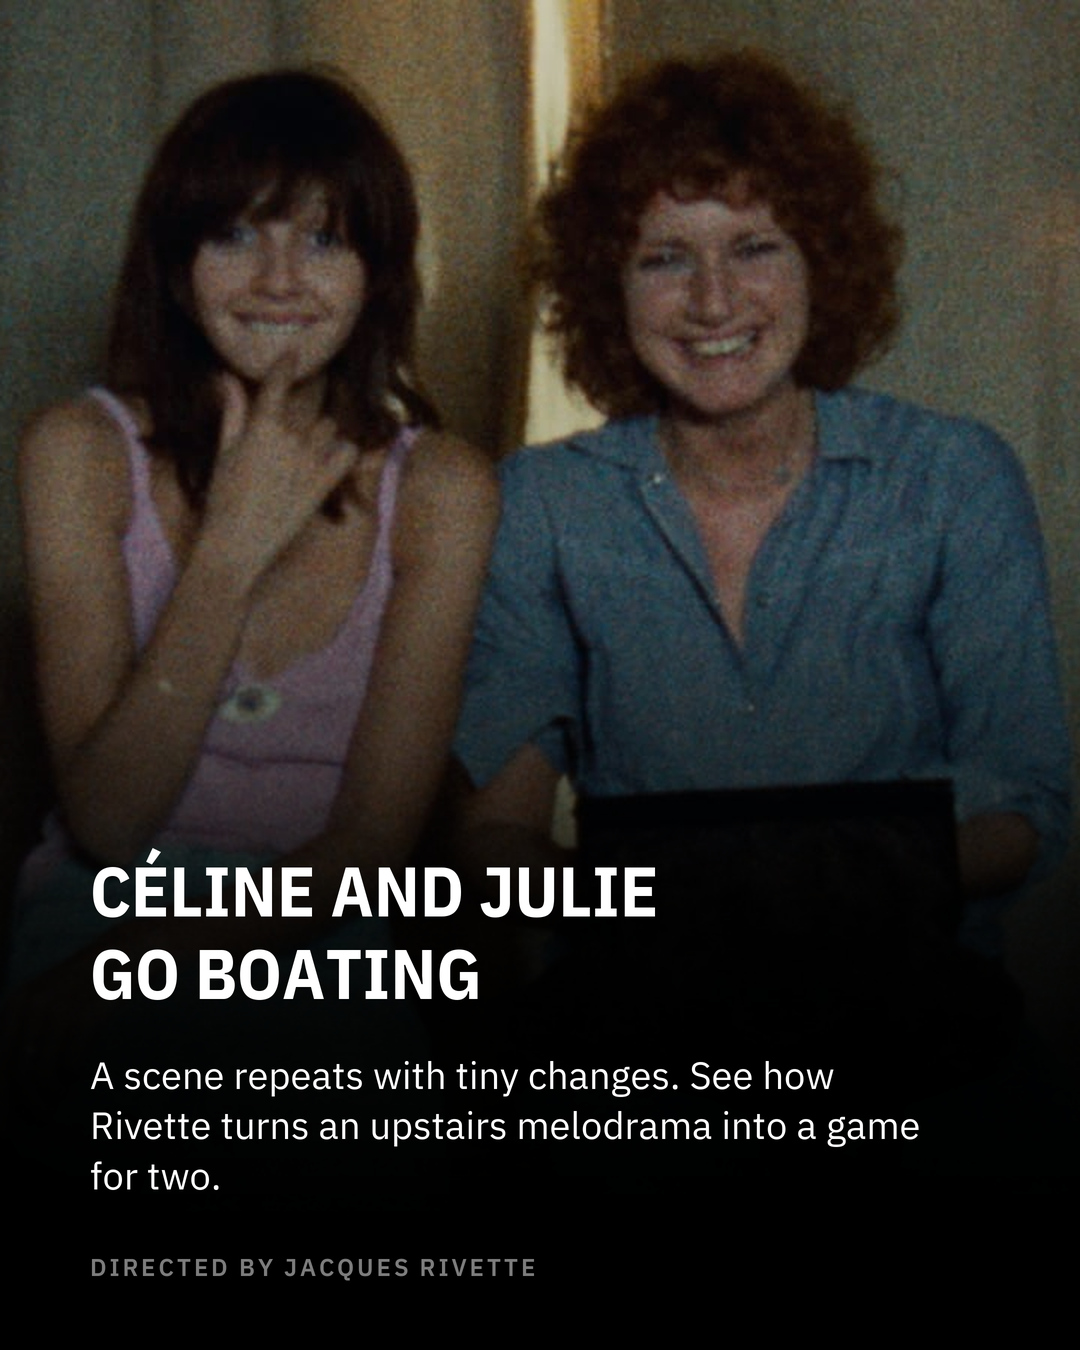 CÉLINE AND JULIE
GO BOATING
A scene repeats with tiny changes. See how
Rivette turns an upstairs melodrama into a game
for two.
DIRECTED BY JACQUES RIVETTE